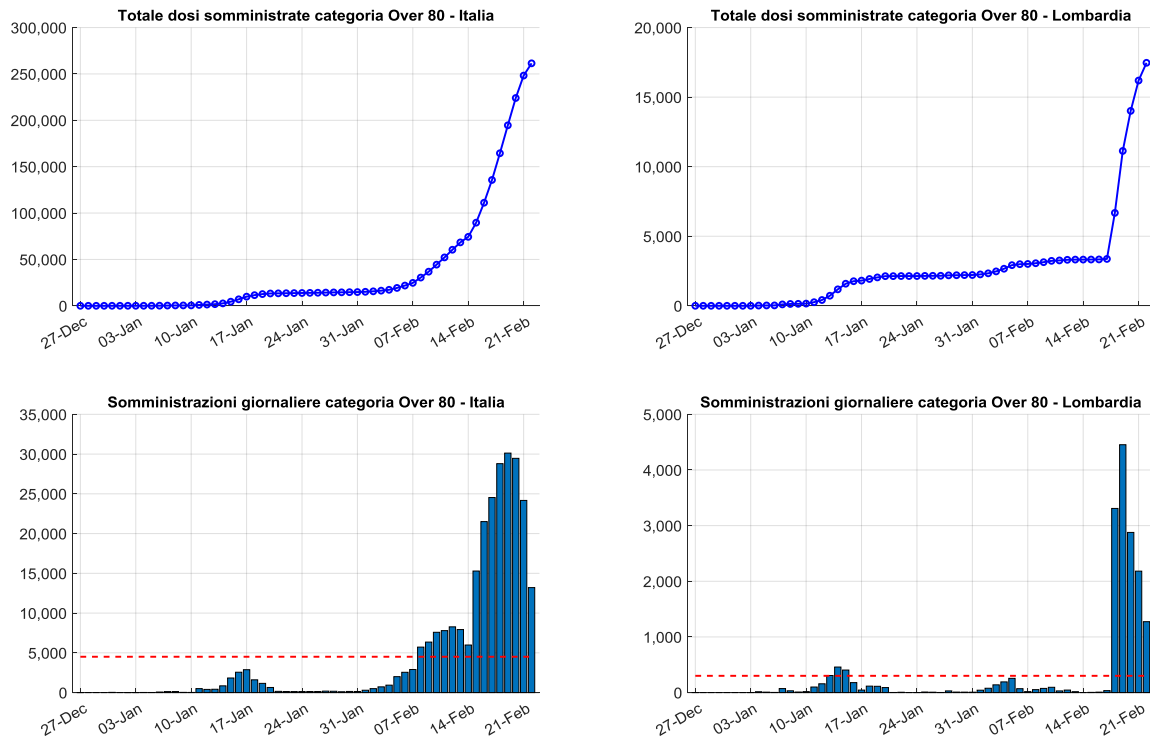 Totale dosi somministrate categoria Over 80 - Italia
300,000
250,000
200,000
150,000
100,000
50,000
0
27-Dec
03-Jan
10-Jan
17-Jan
24-Jan
31-Jan
07-Feb
14-Feb
21-Feb
Totale dosi somministrate categoria Over 80 - Lombardia
20,000
15,000
10,000
5,000
0
27-Dec
03-Jan
10-Jan
17-Jan
24-Jan
31-Jan
07-Feb
14-Feb
21-Feb
Somministrazioni giornaliere categoria Over 80 - Italia
35,000
30,000
25,000
20,000
15,000
10,000
5,000
0
27-Dec
03-Jan
10-Jan
17-Jan
24-Jan
31-Jan
07-Feb
14-Feb
21-Feb
Somministrazioni giornaliere categoria Over 80 - Lombardia
5,000
4,000
3,000
2,000
1,000
0
27-Dec
03-Jan
10-Jan
17-Jan
24-Jan
31-Jan
07-Feb
14-Feb
21-Feb